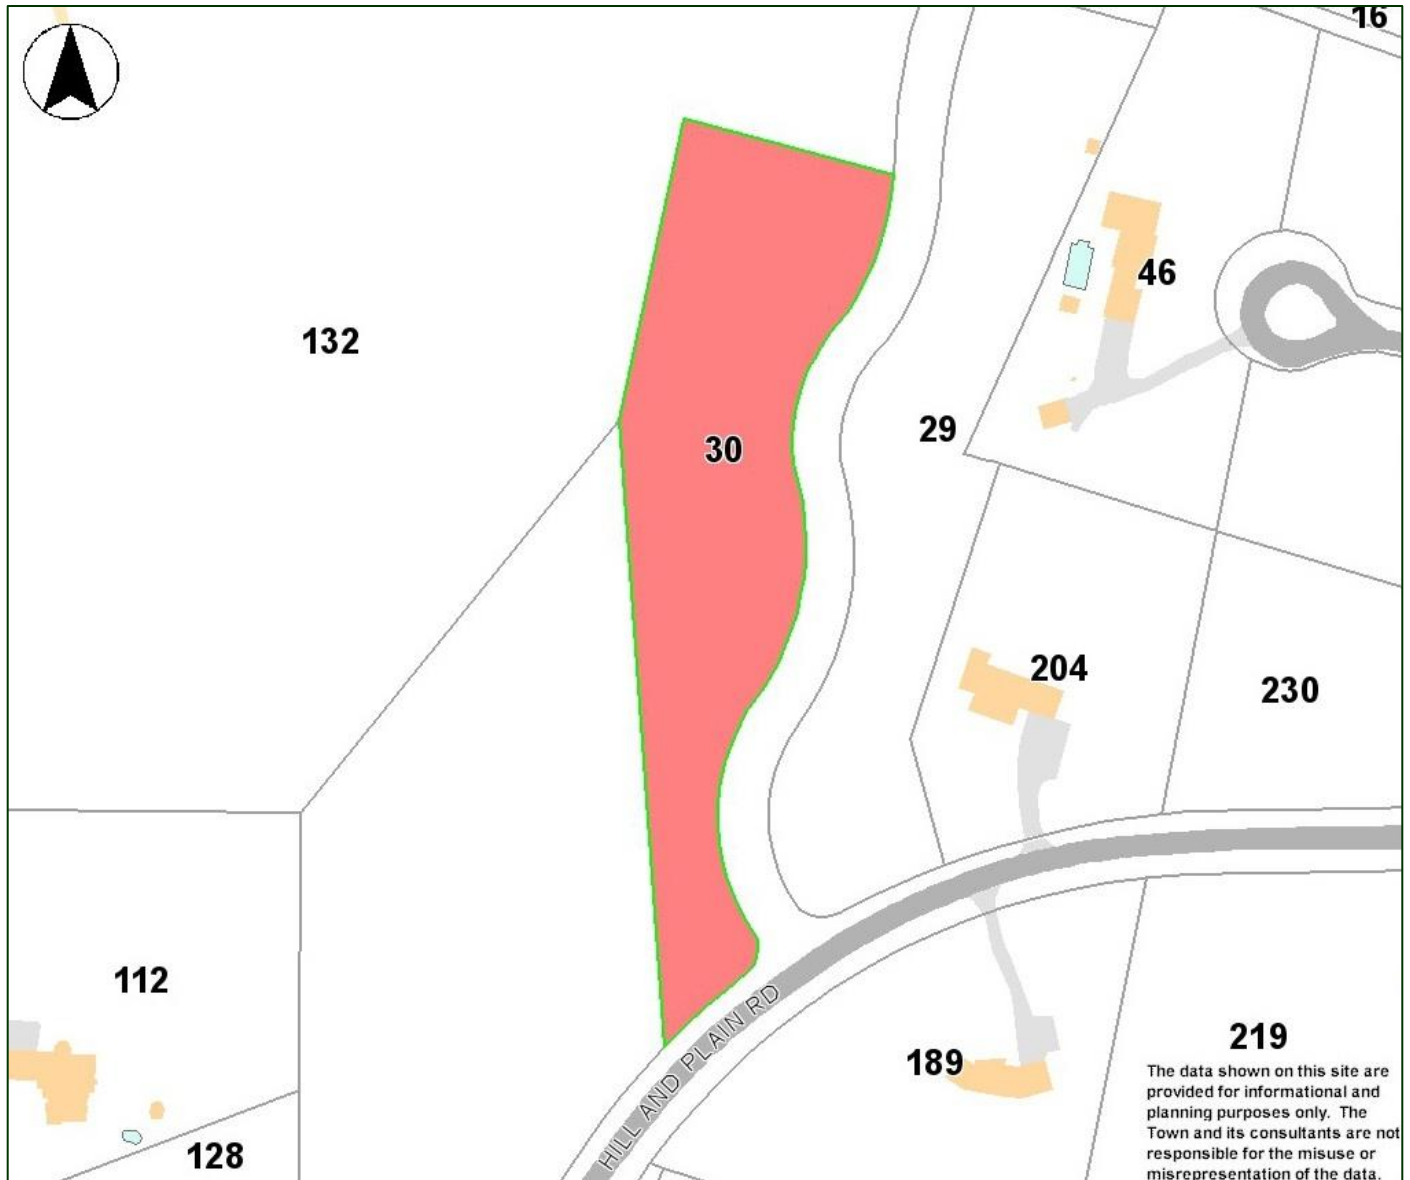 16
46
132
29
30
204
230
112
219
189
HILL AND PLAIN RD
128
The data shown on this site are
provided for informational and
planning purposes only. The
Town and its consultants are not
responsible for the misuse or
misrepresentation of the data.